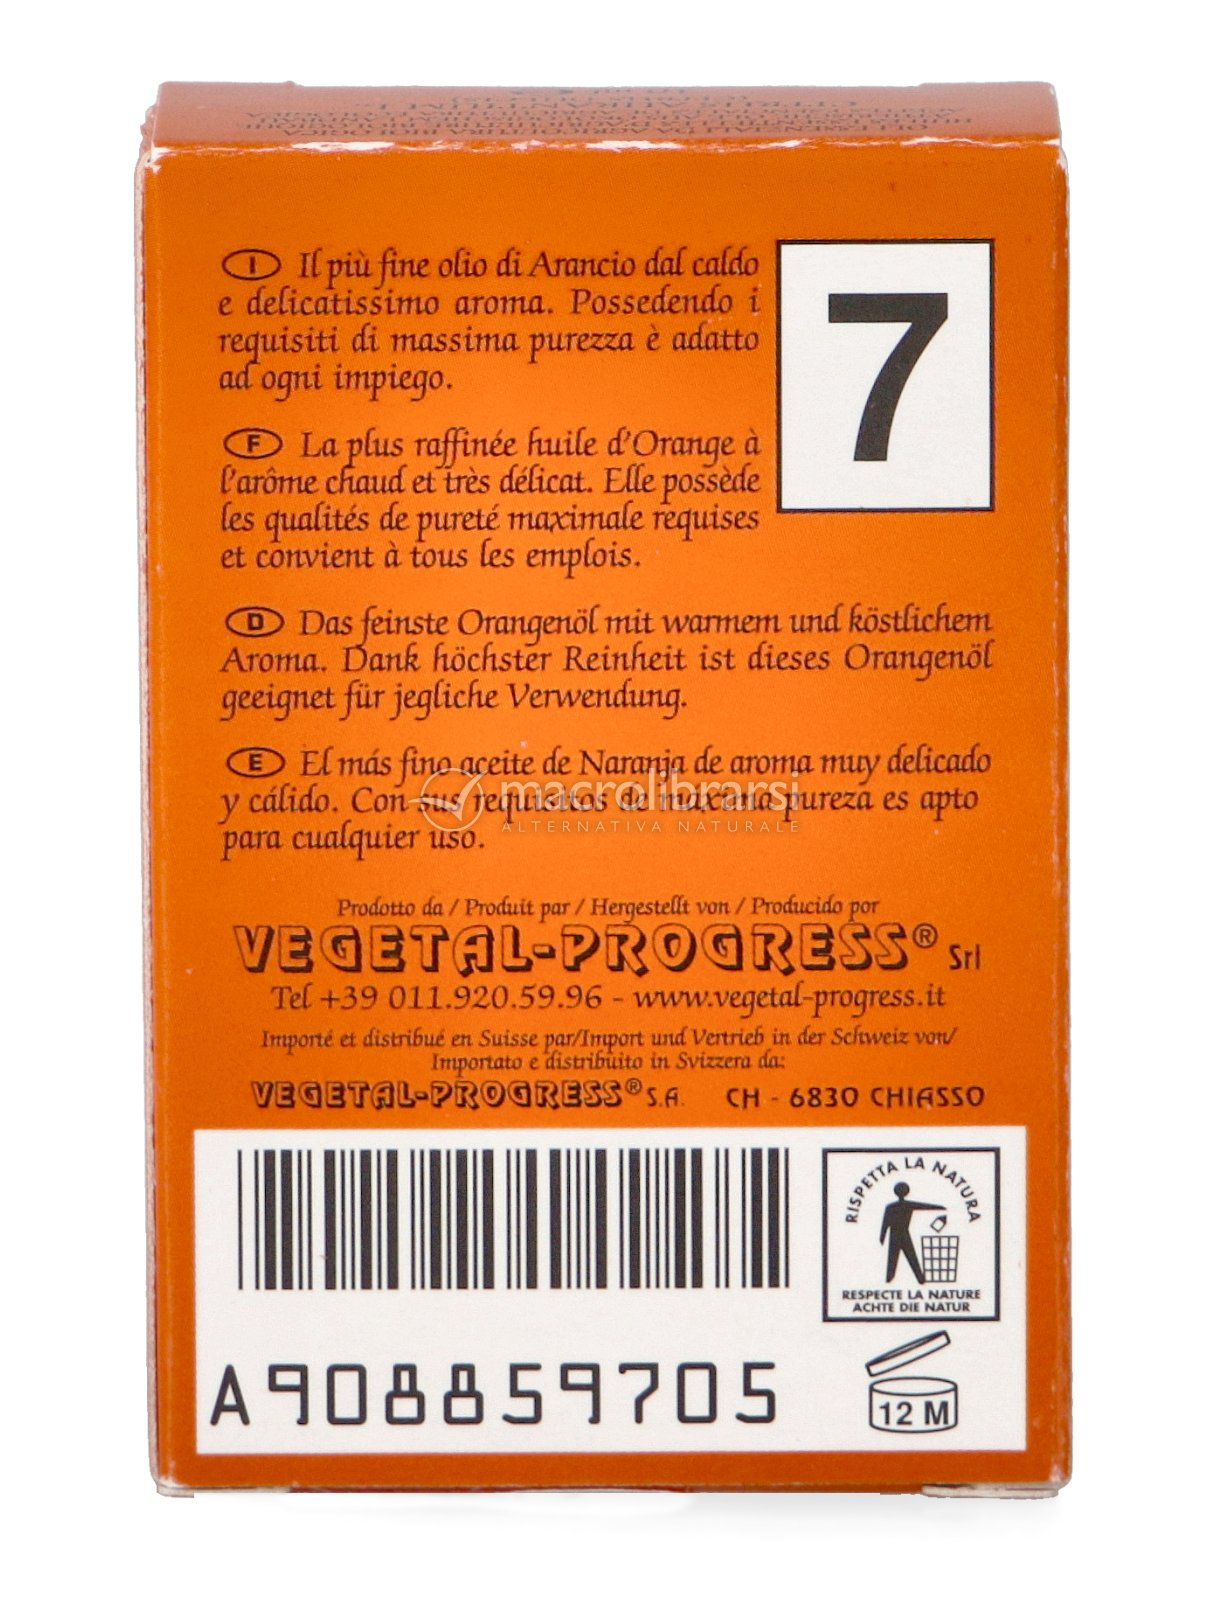 I Il più fine olio di Arancio dal caldo
e delicatissimo aroma. Possedendo i
requisiti di massima purezza è adatto
ad ogni impiego.
7
F La plus raffinée huile d'Orange à
l'arôme chaud et très délicat. Elle possède
les qualités de pureté maximale requises
et convient à tous les emplois.
D Das feinste Orangenöl mit warmem und köstlichem
Aroma. Dank höchster Reinheit ist dieses Orangenöl
geeignet für jegliche Verwendung.
E El más fino aceite de Naranja de aroma muy delicado
y cálido. Con sus requisitos de maxima pureza es apto
para cualquier uso.
macrolibrarsi
ALTERNATIVA NATURALE
Prodotto da / Produit par / Hergestellt von / Producido por
VEGETAL-PROGRESS® Srl
Tel +39 011.920.59.96 - www.vegetal-progress.it
Importé et distribué en Suisse par/Import und Vertrieb in der Schweiz von/
Importato e distribuito in Svizzera da:
VEGETAL-PROGRESS® S.A. CH - 6830 CHIASSO
RISPETTA LA NATURA
RESPECTE LA NATURE
ACHTE DIE NATUR
A908859705
12 M